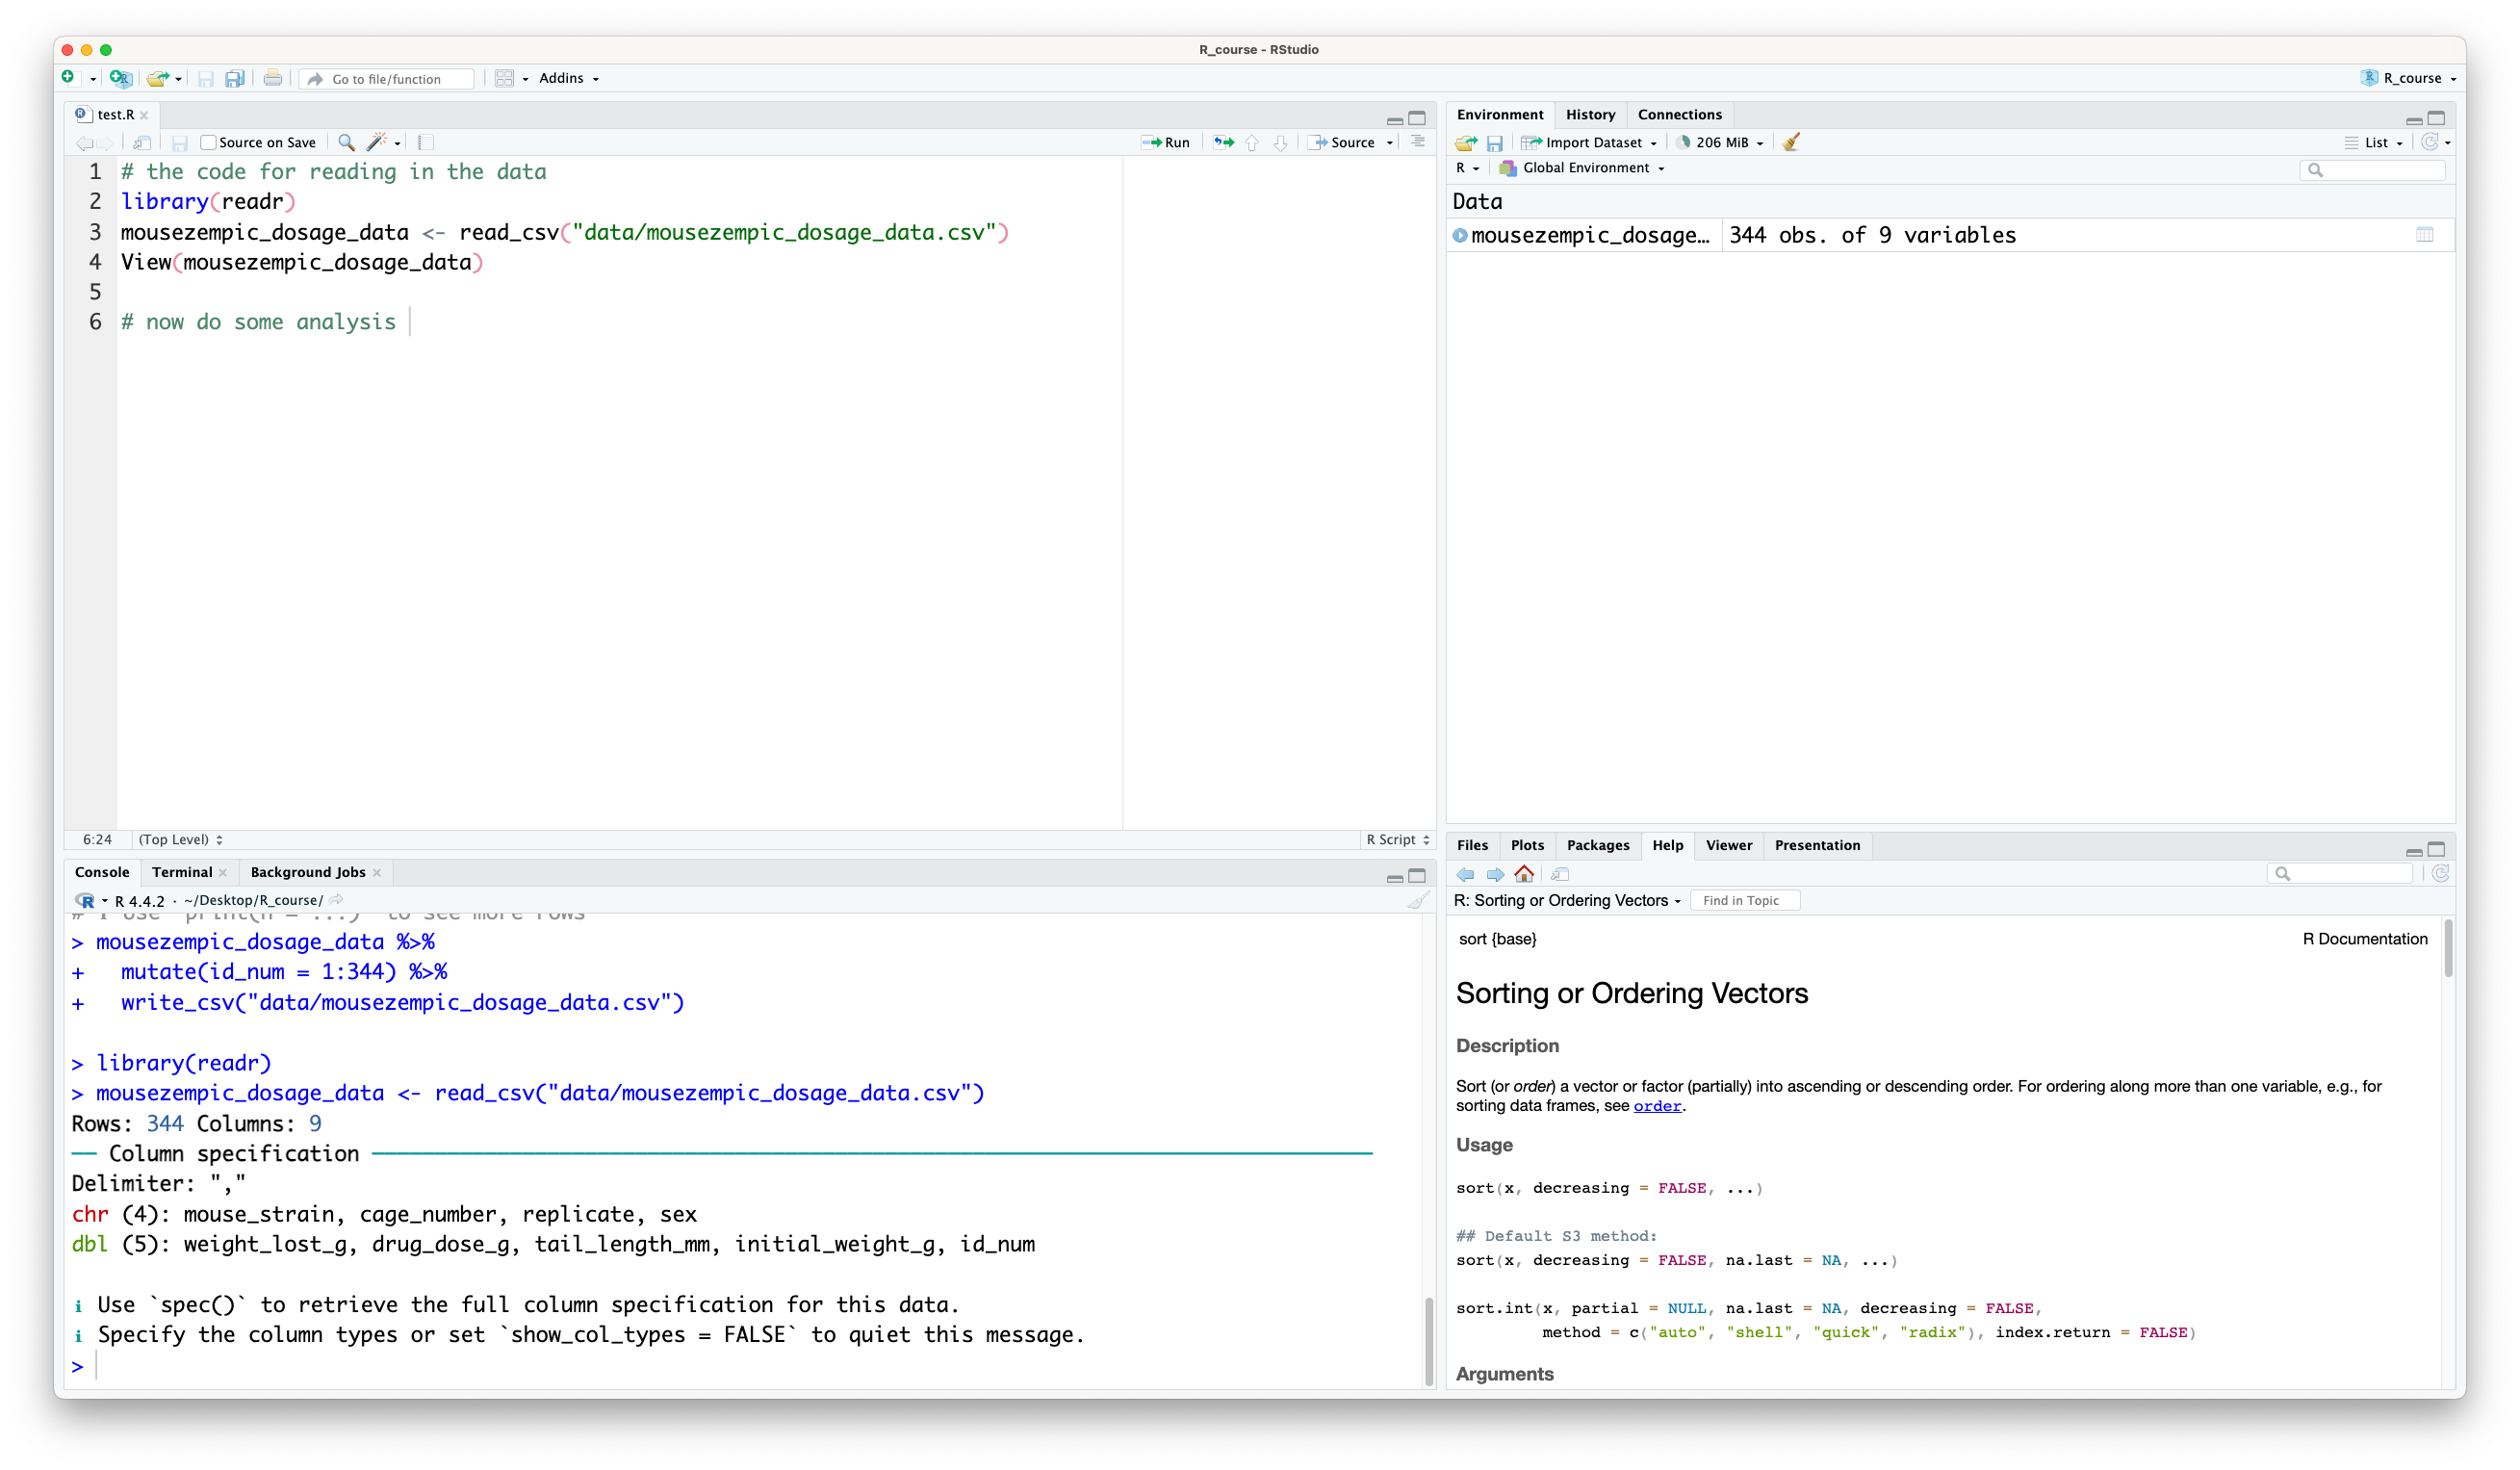 R_course - RStudio
Go to file/function
Addins
R_course
test.R
Source on Save
Run
Source
1 # the code for reading in the data
2 library(readr)
3 mousezempic_dosage_data <- read_csv("data/mousezempic_dosage_data.csv")
4 View(mousezempic_dosage_data)
5
6 # now do some analysis
6:24 (Top Level)
R Script
Console Terminal Background Jobs
R 4.4.2 · ~/Desktop/R_course/
# i Use `print(n = ...)` to see more rows
> mousezempic_dosage_data %>%
+   mutate(id_num = 1:344) %>%
+   write_csv("data/mousezempic_dosage_data.csv")
> library(readr)
> mousezempic_dosage_data <- read_csv("data/mousezempic_dosage_data.csv")
Rows: 344 Columns: 9
── Column specification ──────────
Delimiter: ","
chr (4): mouse_strain, cage_number, replicate, sex
dbl (5): weight_lost_g, drug_dose_g, tail_length_mm, initial_weight_g, id_num
ℹ Use `spec()` to retrieve the full column specification for this data.
ℹ Specify the column types or set `show_col_types = FALSE` to quiet this message.
>
Environment History Connections
Import Dataset 206 MiB
List
R Global Environment
Data
mousezempic_dosage… 344 obs. of 9 variables
Files Plots Packages Help Viewer Presentation
R: Sorting or Ordering Vectors
Find in Topic
sort {base}
R Documentation
Sorting or Ordering Vectors
Description
Sort (or order) a vector or factor (partially) into ascending or descending order. For ordering along more than one variable, e.g., for
sorting data frames, see order.
Usage
sort(x, decreasing = FALSE, ...)
## Default S3 method:
sort(x, decreasing = FALSE, na.last = NA, ...)
sort.int(x, partial = NULL, na.last = NA, decreasing = FALSE,
         method = c("auto", "shell", "quick", "radix"), index.return = FALSE)
Arguments